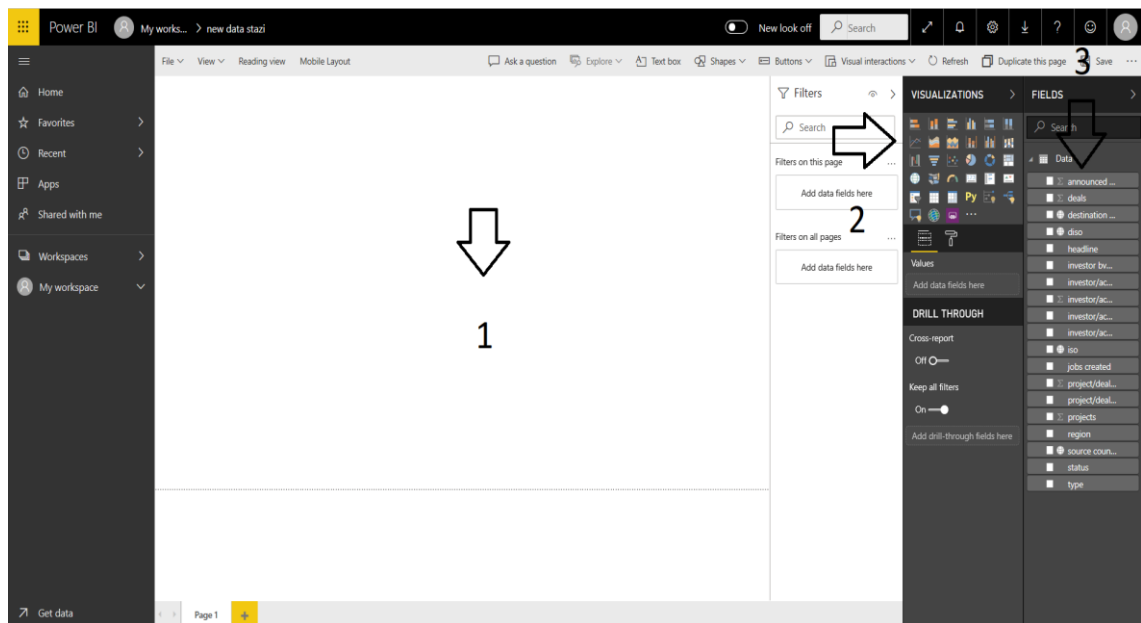 Power BI My works... > new data stazi New look off Search ?
File View Reading view Mobile Layout Ask a question Explore Text box Shapes Buttons Visual interactions Refresh Duplicate this page Save ...
3
Home
Favorites
Recent
Apps
Shared with me
Workspaces
My workspace
Get data
1
Page 1 +
Filters
Search
Filters on this page ...
Add data fields here
2
Filters on all pages ...
Add data fields here
VISUALIZATIONS
Py
...
Values
Add data fields here
DRILL THROUGH
Cross-report
Off
Keep all filters
On
Add drill-through fields here
FIELDS
Search
Data
Σ announced ...
Σ deals
destination ...
diso
headline
investor bv...
investor/ac...
Σ investor/ac...
investor/ac...
investor/ac...
iso
jobs created
Σ project/deal...
project/deal...
Σ projects
region
source coun...
status
type